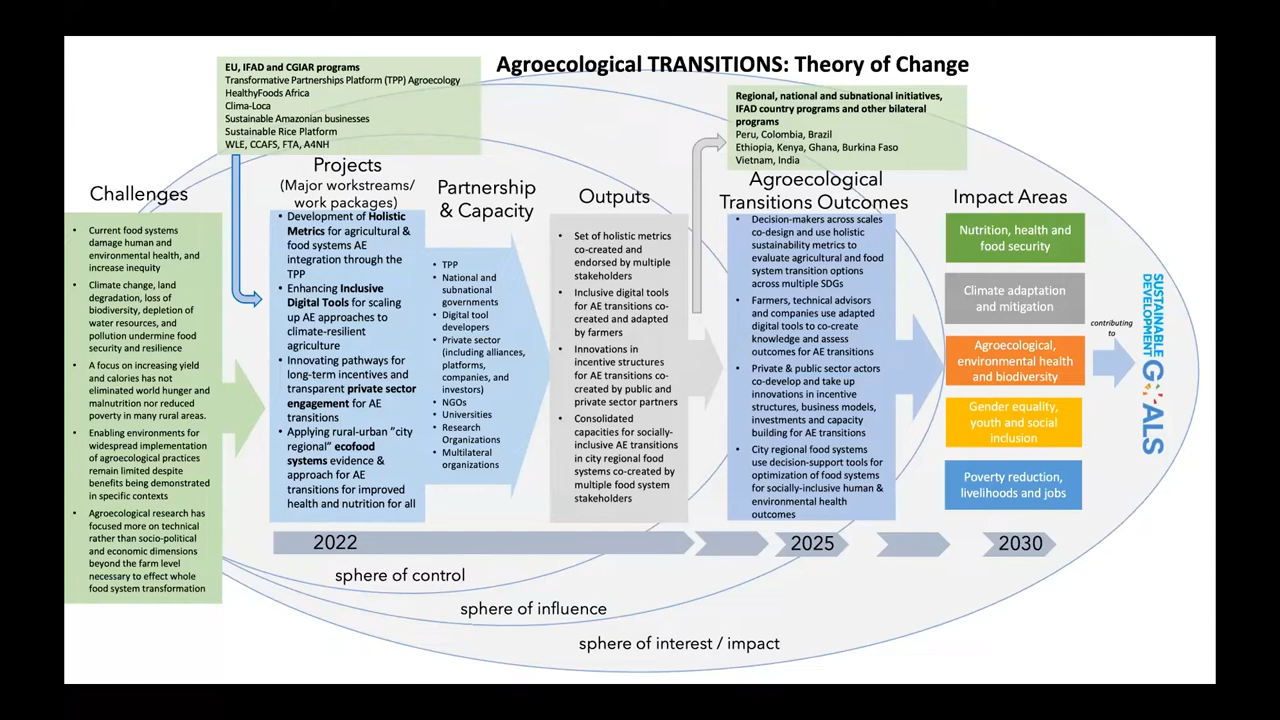 Agroecological TRANSITIONS: Theory of Change
EU, IFAD and CGIAR programs
Transformative Partnerships Platform (TPP) Agroecology
HealthyFoods Africa
Clima-Loca
Sustainable Amazonian businesses
Sustainable Rice Platform
WLE, CCAFS, FTA, A4NH
Regional, national and subnational initiatives,
IFAD country programs and other bilateral
programs
Peru, Colombia, Brazil
Ethiopia, Kenya, Ghana, Burkina Faso
Vietnam, India
Challenges
• Current food systems
damage human and
environmental health, and
increase inequity
• Climate change, land
degradation, loss of
biodiversity, depletion of
water resources, and
pollution undermine food
security and resilience
• A focus on increasing yield
and calories has not
eliminated world hunger and
malnutrition nor reduced
poverty in many rural areas.
• Enabling environments for
widespread implementation
of agroecological practices
remain limited despite
benefits being demonstrated
in specific contexts
• Agroecological research has
focused more on technical
rather than socio-political
and economic dimensions
beyond the farm level
necessary to effect whole
food system transformation
Projects
(Major workstreams/
work packages)
• Development of Holistic
Metrics for agricultural &
food systems AE
integration through the
TPP
• Enhancing Inclusive
Digital Tools for scaling
up AE approaches to
climate-resilient
agriculture
• Innovating pathways for
long-term incentives and
transparent private sector
engagement for AE
transitions
• Applying rural-urban "city
regional" ecofood
systems evidence &
approach for AE
transitions for improved
health and nutrition for all
Partnership
& Capacity
• TPP
• National and
subnational
governments
• Digital tool
developers
• Private sector
(including alliances,
platforms,
companies, and
investors)
• NGOs
• Universities
• Research
Organizations
• Multilateral
organizations
Outputs
• Set of holistic metrics
co-created and
endorsed by multiple
stakeholders
• Inclusive digital tools
for AE transitions co-
created and adapted
by farmers
• Innovations in
incentive structures
for AE transitions co-
created by public and
private sector partners
• Consolidated
capacities for socially-
inclusive AE transitions
in city regional food
systems co-created by
multiple food system
stakeholders
Agroecological
Transitions Outcomes
• Decision-makers across scales
co-design and use holistic
sustainability metrics to
evaluate agricultural and food
system transition options
across multiple SDGs
• Farmers, technical advisors
and companies use adapted
digital tools to co-create
knowledge and assess
outcomes for AE transitions
• Private & public sector actors
co-develop and take up
innovations in incentive
structures, business models,
investments and capacity
building for AE transitions
• City regional food systems
use decision-support tools for
optimization of food systems
for socially-inclusive human &
environmental health
outcomes
Impact Areas
Nutrition, health and
food security
Climate adaptation
and mitigation
Agroecological,
environmental health
and biodiversity
Gender equality,
youth and social
inclusion
Poverty reduction,
livelihoods and jobs
contributing
to
SUSTAINABLE
DEVELOPMENT
GOALS
2022
2025
2030
sphere of control
sphere of influence
sphere of interest / impact